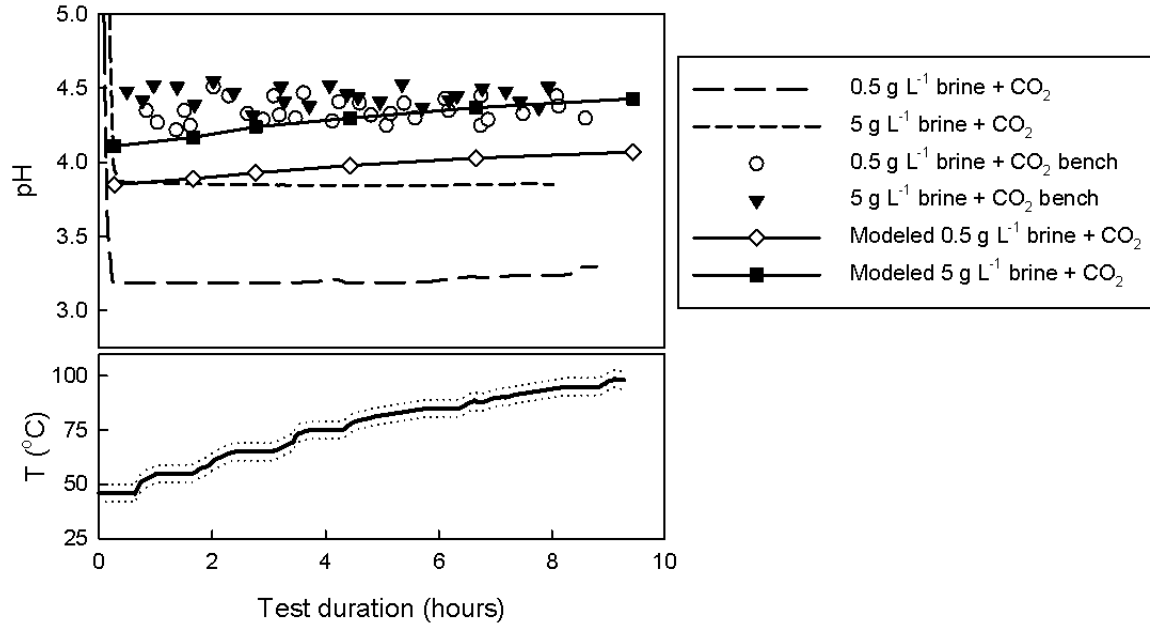 5.0
4.5
4.0
3.5
3.0
pH
0.5 g L⁻¹ brine + CO₂
5 g L⁻¹ brine + CO₂
0.5 g L⁻¹ brine + CO₂ bench
5 g L⁻¹ brine + CO₂ bench
Modeled 0.5 g L⁻¹ brine + CO₂
Modeled 5 g L⁻¹ brine + CO₂
100
75
50
25
T (°C)
0 2 4 6 8 10
Test duration (hours)